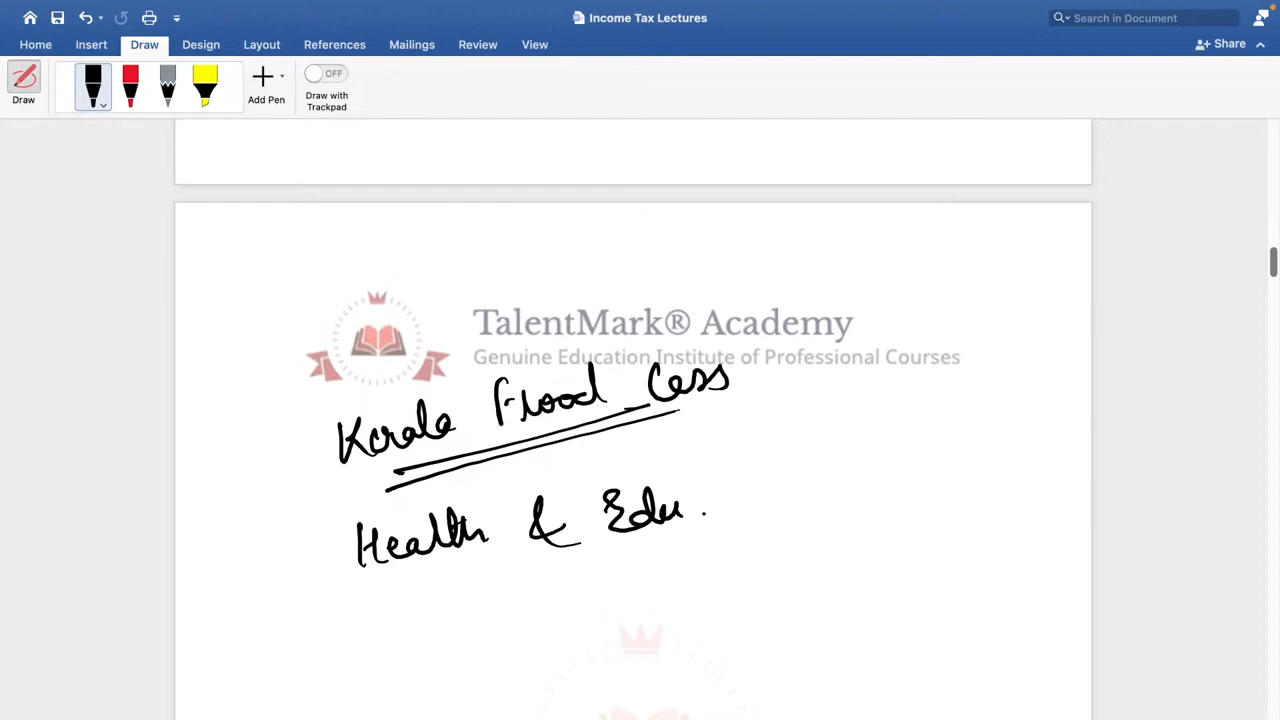 Income Tax Lectures
Search in Document
Home Insert Draw Design Layout References Mailings Review View
Share
Draw
Add Pen
OFF
Draw with
Trackpad
TalentMark® Academy
Genuine Education Institute of Professional Courses
Kerala Flood Cess
Health & Edu.